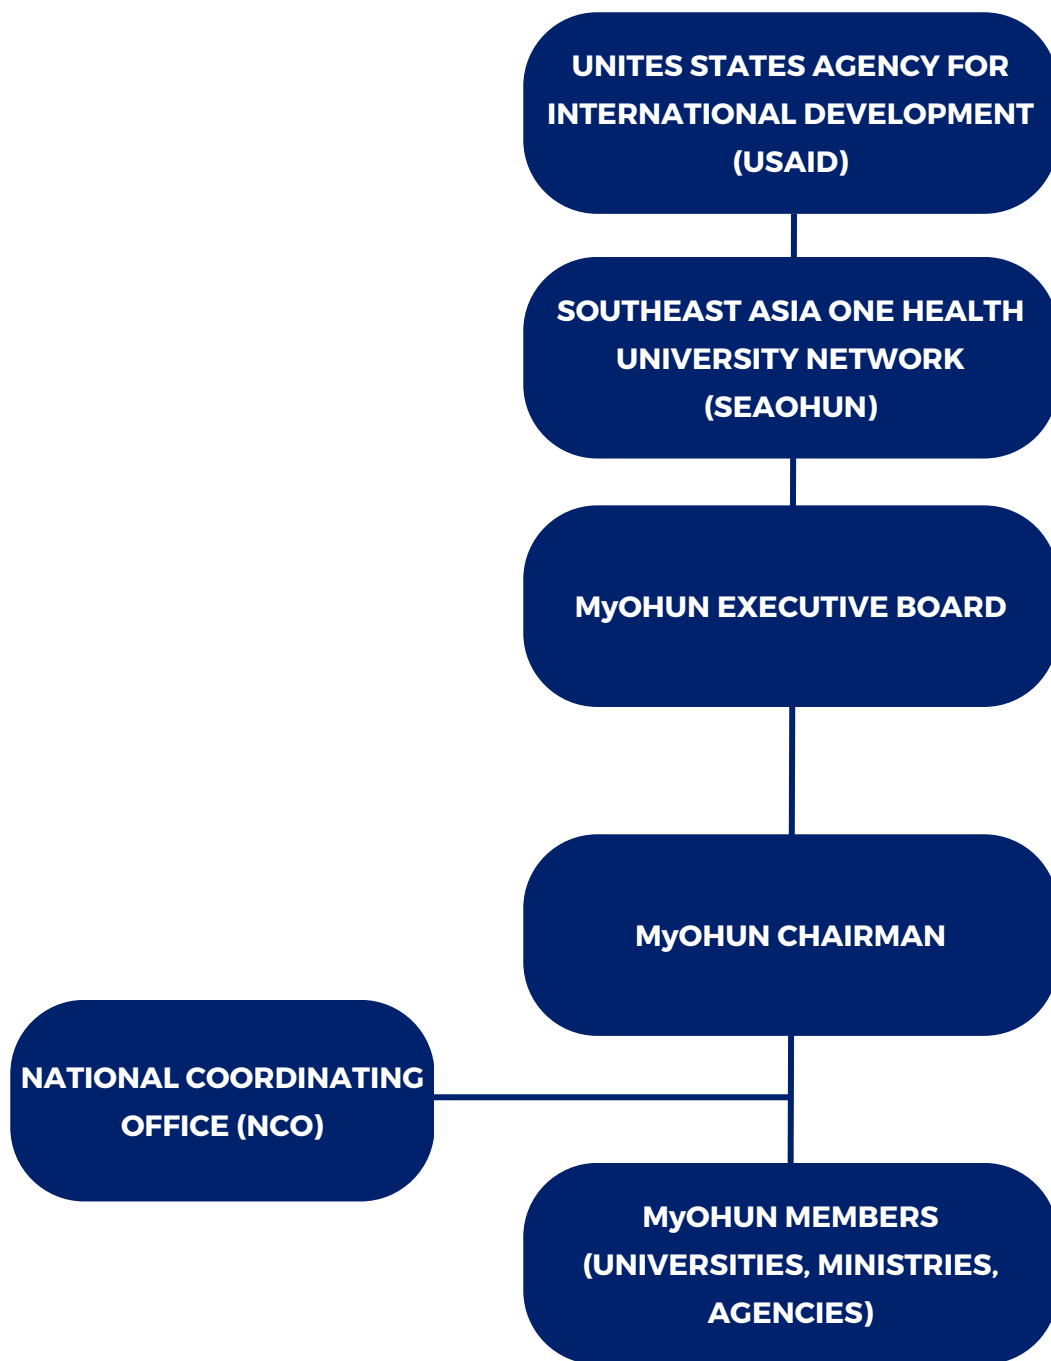 UNITES STATES AGENCY FOR
INTERNATIONAL DEVELOPMENT
(USAID)
SOUTHEAST ASIA ONE HEALTH
UNIVERSITY NETWORK
(SEAOHUN)
MyOHUN EXECUTIVE BOARD
MyOHUN CHAIRMAN
NATIONAL COORDINATING
OFFICE (NCO)
MyOHUN MEMBERS
(UNIVERSITIES, MINISTRIES,
AGENCIES)